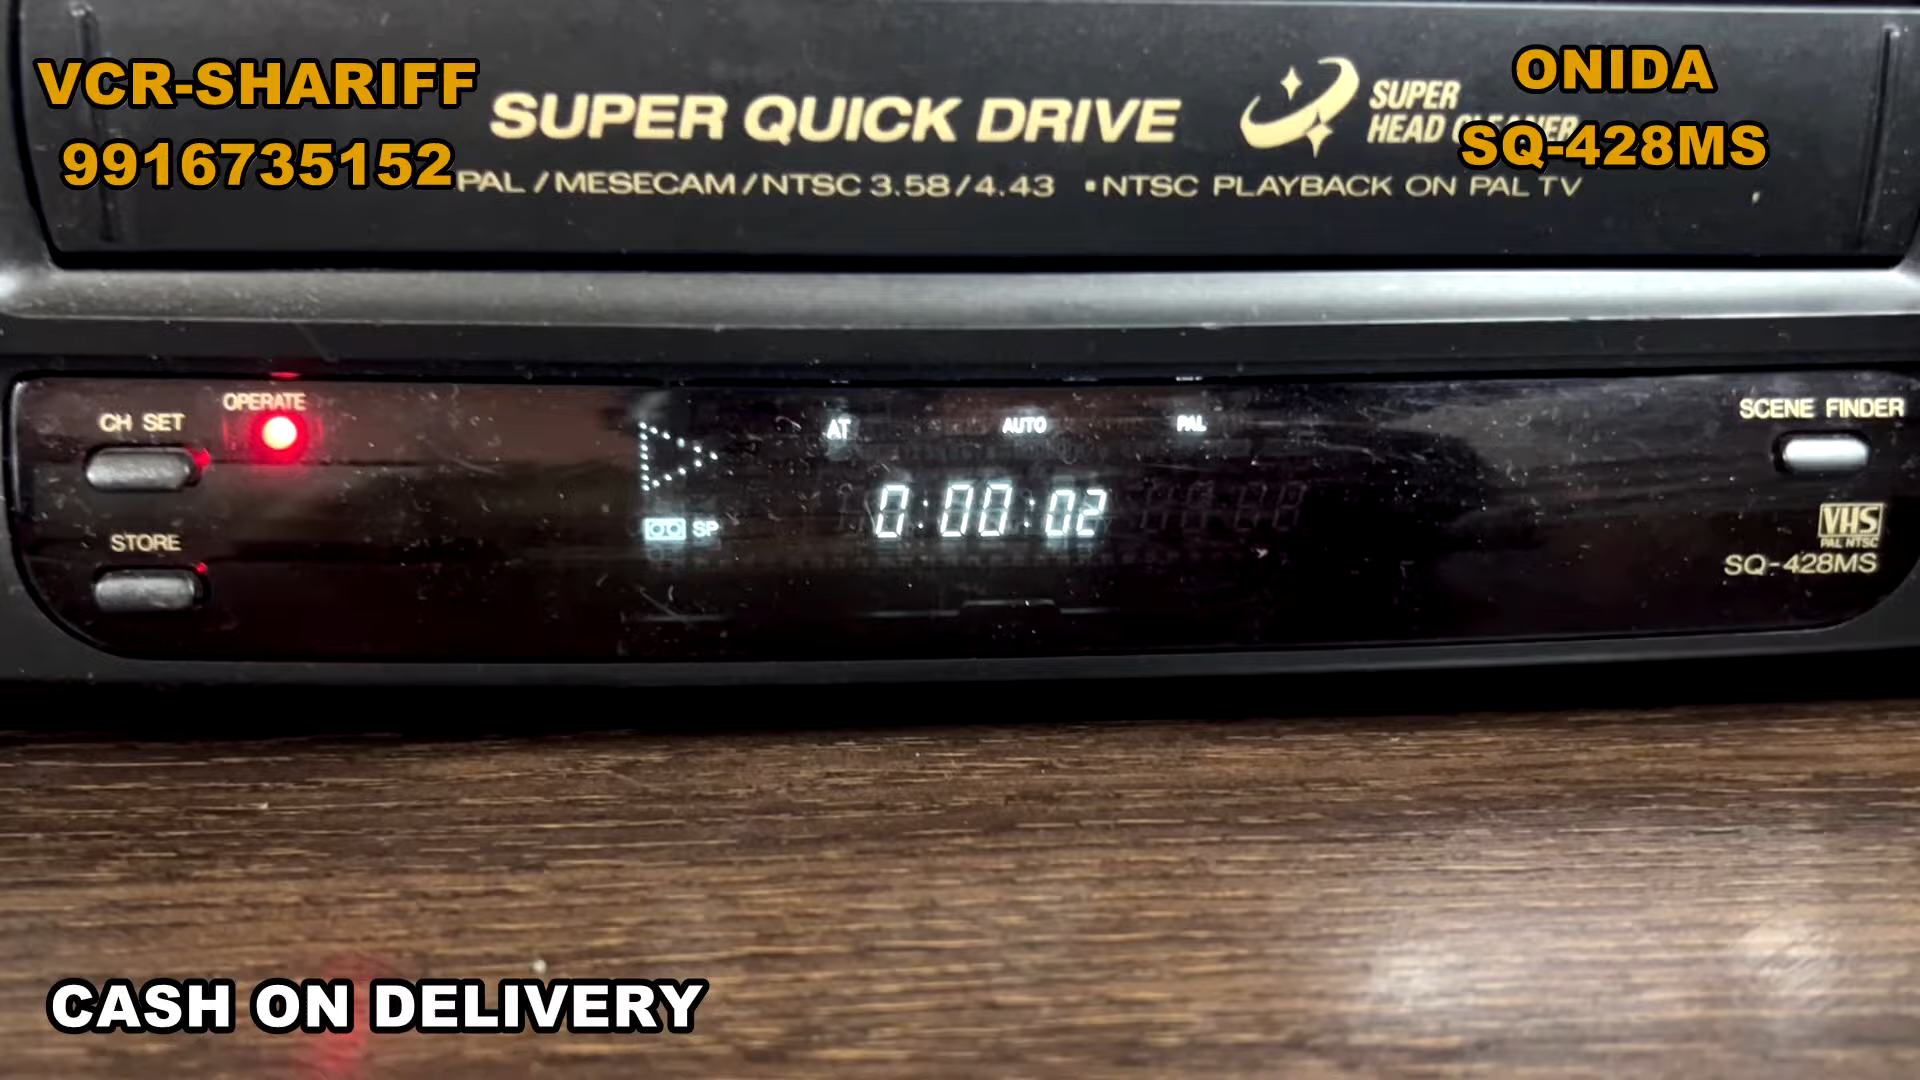 VCR-SHARIFF
9916735152
ONIDA
SQ-428MS
SUPER QUICK DRIVE
SUPER
HEAD CLEANER
PAL/MESECAM/NTSC 3.58/4.43 •NTSC PLAYBACK ON PAL TV
CH SET
OPERATE
STORE
AT
AUTO
PAL
0:00:02
SP
SCENE FINDER
VHS
PAL NTSC
SQ-428MS
CASH ON DELIVERY